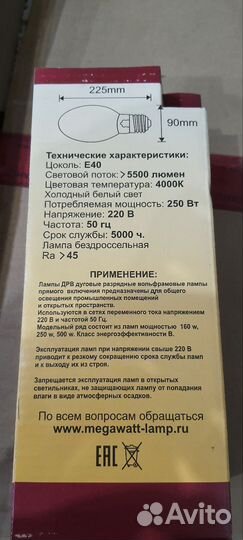 225mm
90mm
Технические характеристики:
Цоколь: E40
Световой поток: >5500 люмен
Цветовая температура: 4000K
Холодный белый свет
Потребляемая мощность: 250 Вт
Напряжение: 220 В
Частота: 50 гц
Срок службы: 5000 ч.
Лампа бездроссельная
Ra >45
ПРИМЕНЕНИЕ:
Лампы ДРВ дуговые разрядные вольфрамовые лампы
прямого включения предназначены для общего
освещения промышленных помещений
и открытых пространств.
Используются в сетях переменного тока напряжением
220 В и частотой 50 Гц.
Модельный ряд состоит из ламп мощностью 160 w,
250 w, 500 w. Класс энергоэффективности В.
Эксплуатация ламп при напряжении свыше 220 В
приводит к резкому сокращению срока службы ламп
и к выходу их из строя.
Запрещается эксплуатация ламп в открытых
светильниках, не защищающих лампы от попадания
влаги в виде атмосферных осадков.
По всем вопросам обращаться
www.megawatt-lamp.ru
EAC
Avito